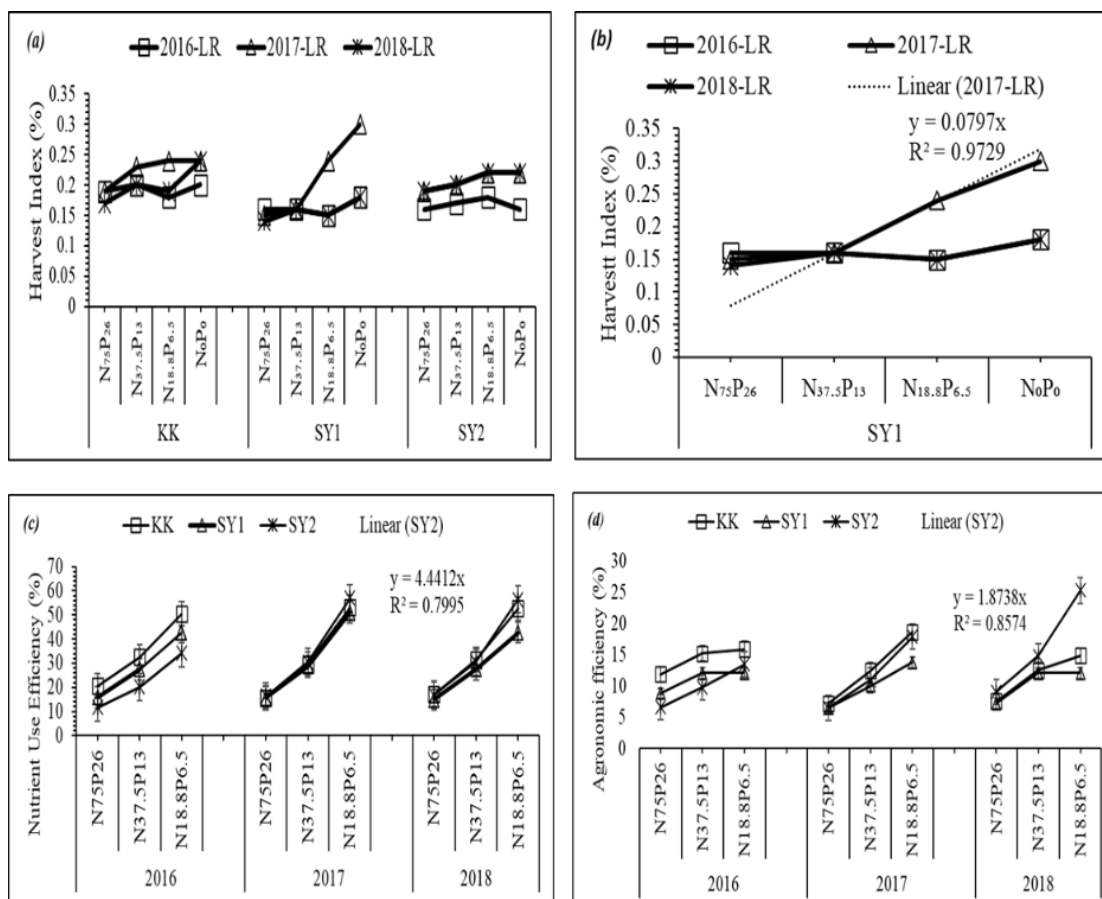 (a)
2016-LR 2017-LR 2018-LR
Harvest Index (%)
0.35
0.3
0.25
0.2
0.15
0.1
0.05
0
N₇₅P₂₆ N₃₇.₅P₁₃ N₁₈.₈P₆.₅ N₀P₀ N₇₅P₂₆ N₃₇.₅P₁₃ N₁₈.₈P₆.₅ N₀P₀ N₇₅P₂₆ N₃₇.₅P₁₃ N₁₈.₈P₆.₅ N₀P₀
KK SY1 SY2
(b)
2016-LR 2017-LR
2018-LR Linear (2017-LR)
y = 0.0797x
R² = 0.9729
Harvestt Index (%)
0.35
0.3
0.25
0.2
0.15
0.1
0.05
0
N₇₅P₂₆ N₃₇.₅P₁₃ N₁₈.₈P₆.₅ N₀P₀
SY1
(c)
KK SY1 SY2 Linear (SY2)
y = 4.4412x
R² = 0.7995
Nutrient Use Efficiency (%)
70
60
50
40
30
20
10
0
N75P26 N37.5P13 N18.8P6.5 N75P26 N37.5P13 N18.8P6.5 N75P26 N37.5P13 N18.8P6.5
2016 2017 2018
(d)
KK SY1 SY2 Linear (SY2)
y = 1.8738x
R² = 0.8574
Agronomic fficiency (%)
30
25
20
15
10
5
0
N75P26 N37.5P13 N18.8P6.5 N75P26 N37.5P13 N18.8P6.5 N75P26 N37.5P13 N18.8P6.5
2016 2017 2018